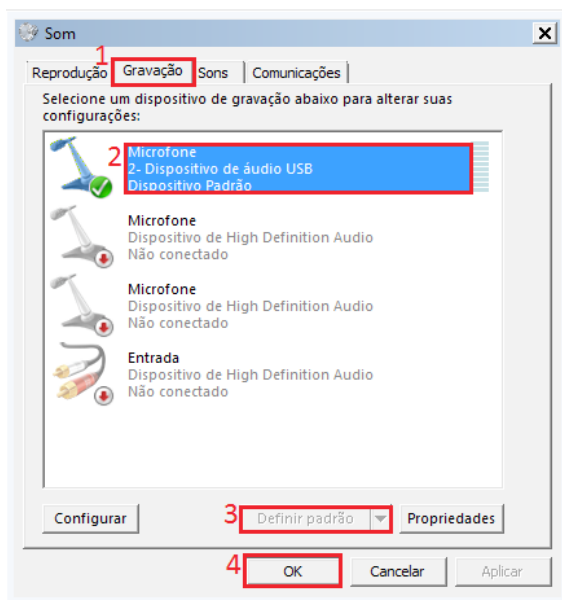 Som
1
Reprodução Gravação Sons Comunicações
Selecione um dispositivo de gravação abaixo para alterar suas
configurações:
2
Microfone
2- Dispositivo de áudio USB
Dispositivo Padrão
Microfone
Dispositivo de High Definition Audio
Não conectado
Microfone
Dispositivo de High Definition Audio
Não conectado
Entrada
Dispositivo de High Definition Audio
Não conectado
Configurar 3 Definir padrão Propriedades
4 OK Cancelar Aplicar